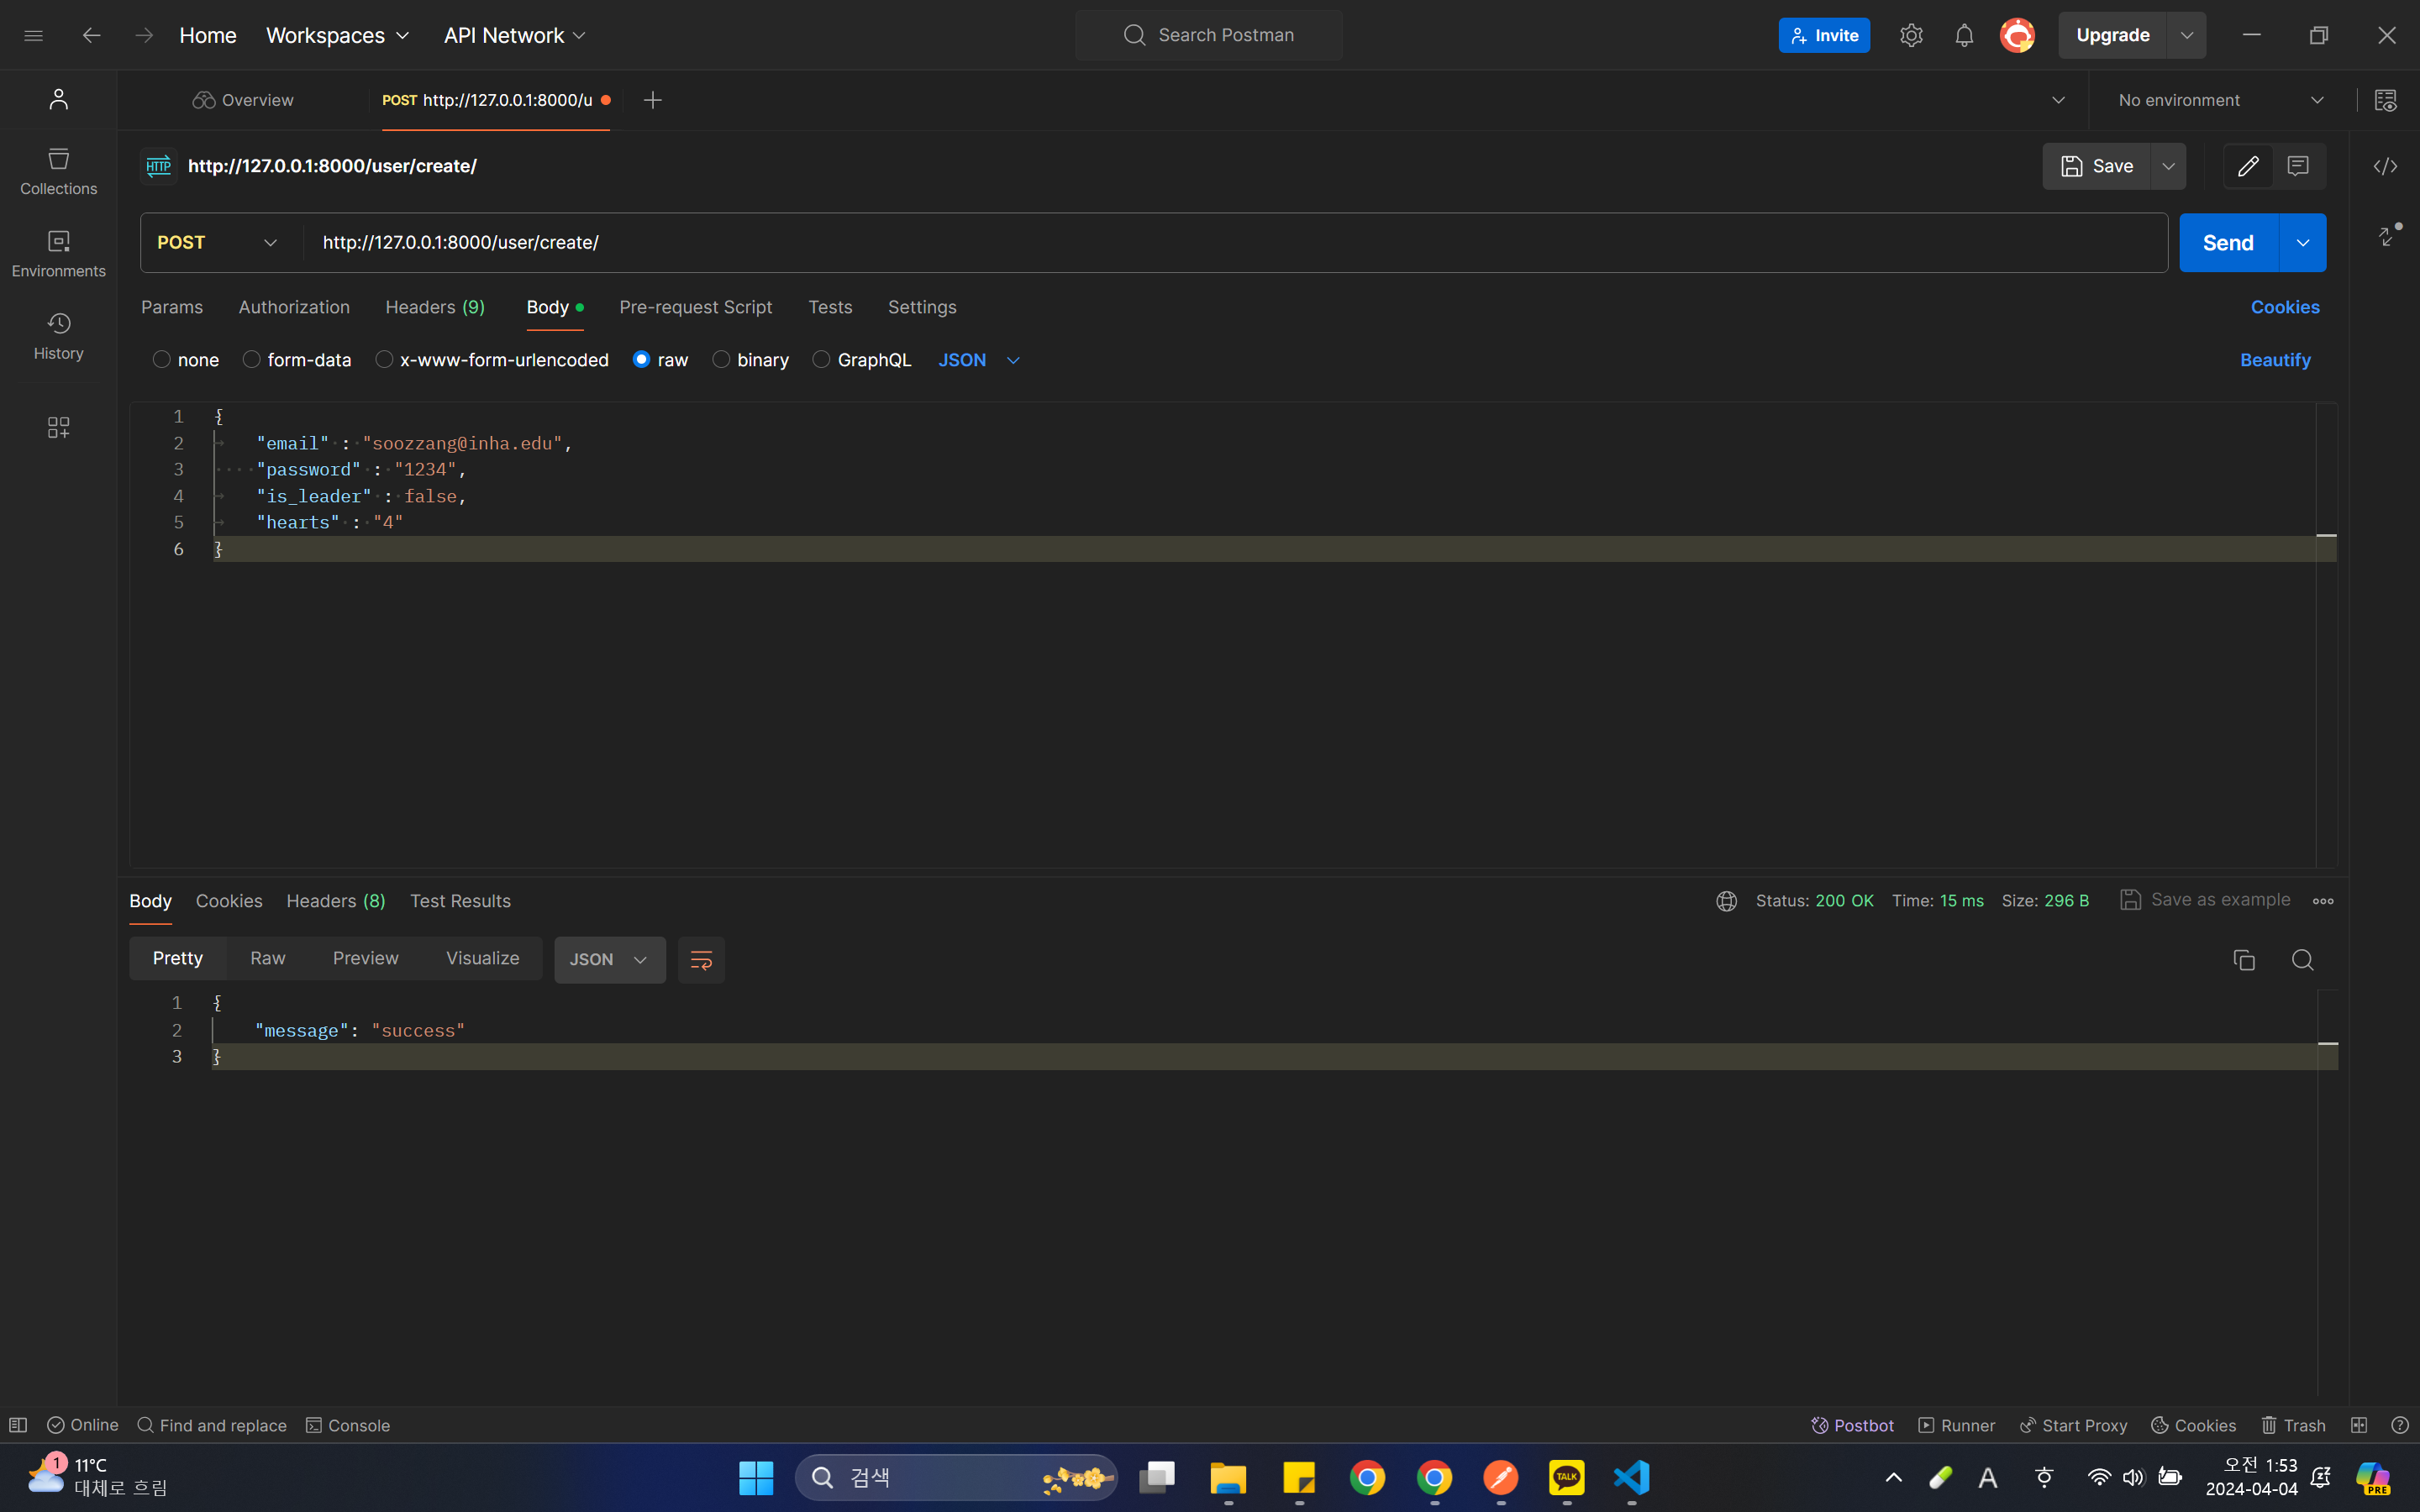 Home Workspaces API Network Search Postman Invite Upgrade
Overview POST http://127.0.0.1:8000/u No environment
HTTP http://127.0.0.1:8000/user/create/ Save
Collections
Environments
History
POST http://127.0.0.1:8000/user/create/ Send
Params Authorization Headers (9) Body Pre-request Script Tests Settings Cookies
none form-data x-www-form-urlencoded raw binary GraphQL JSON Beautify
1 {
2 "email" : "soozzang@inha.edu",
3 "password" : "1234",
4 "is_leader" : false,
5 "hearts" : "4"
6 }
Body Cookies Headers (8) Test Results Status: 200 OK Time: 15 ms Size: 296 B Save as example
Pretty Raw Preview Visualize JSON
1 {
2 "message": "success"
3 }
Online Find and replace Console Postbot Runner Start Proxy Cookies Trash
1 11°C
대체로 흐림
검색
TALK
A
오전 1:53
2024-04-04
PRE